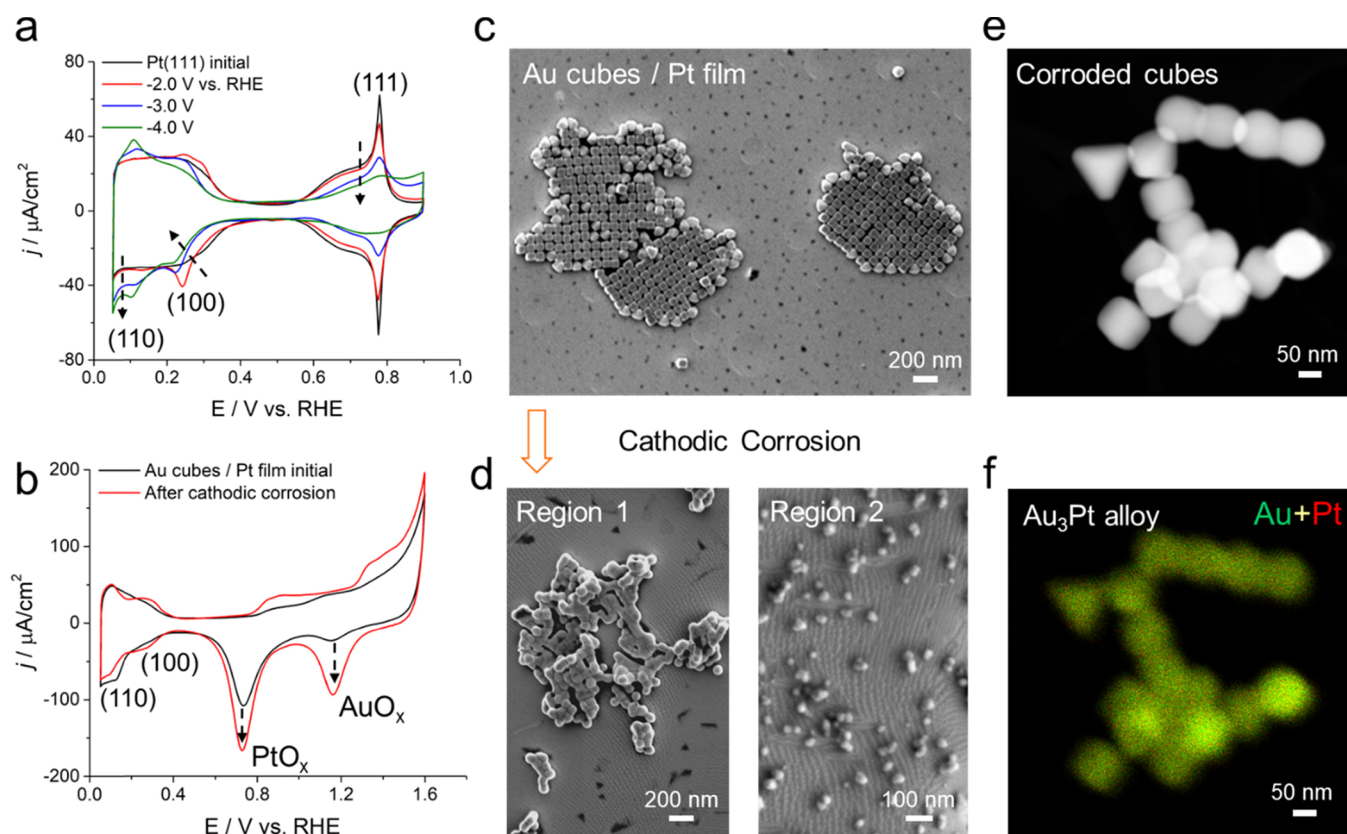 a
80
40
0
-40
-80
j / µA/cm²
Pt(111) initial
-2.0 V vs. RHE
-3.0 V
-4.0 V
(111)
(100)
(110)
0.0 0.2 0.4 0.6 0.8 1.0
E / V vs. RHE
b
200
100
0
-100
-200
j / µA/cm²
Au cubes / Pt film initial
After cathodic corrosion
(100)
(110)
AuOₓ
PtOₓ
0.0 0.4 0.8 1.2 1.6
E / V vs. RHE
c
Au cubes / Pt film
200 nm
Cathodic Corrosion
d
Region 1
200 nm
Region 2
100 nm
e
Corroded cubes
50 nm
f
Au₃Pt alloy
Au+Pt
50 nm